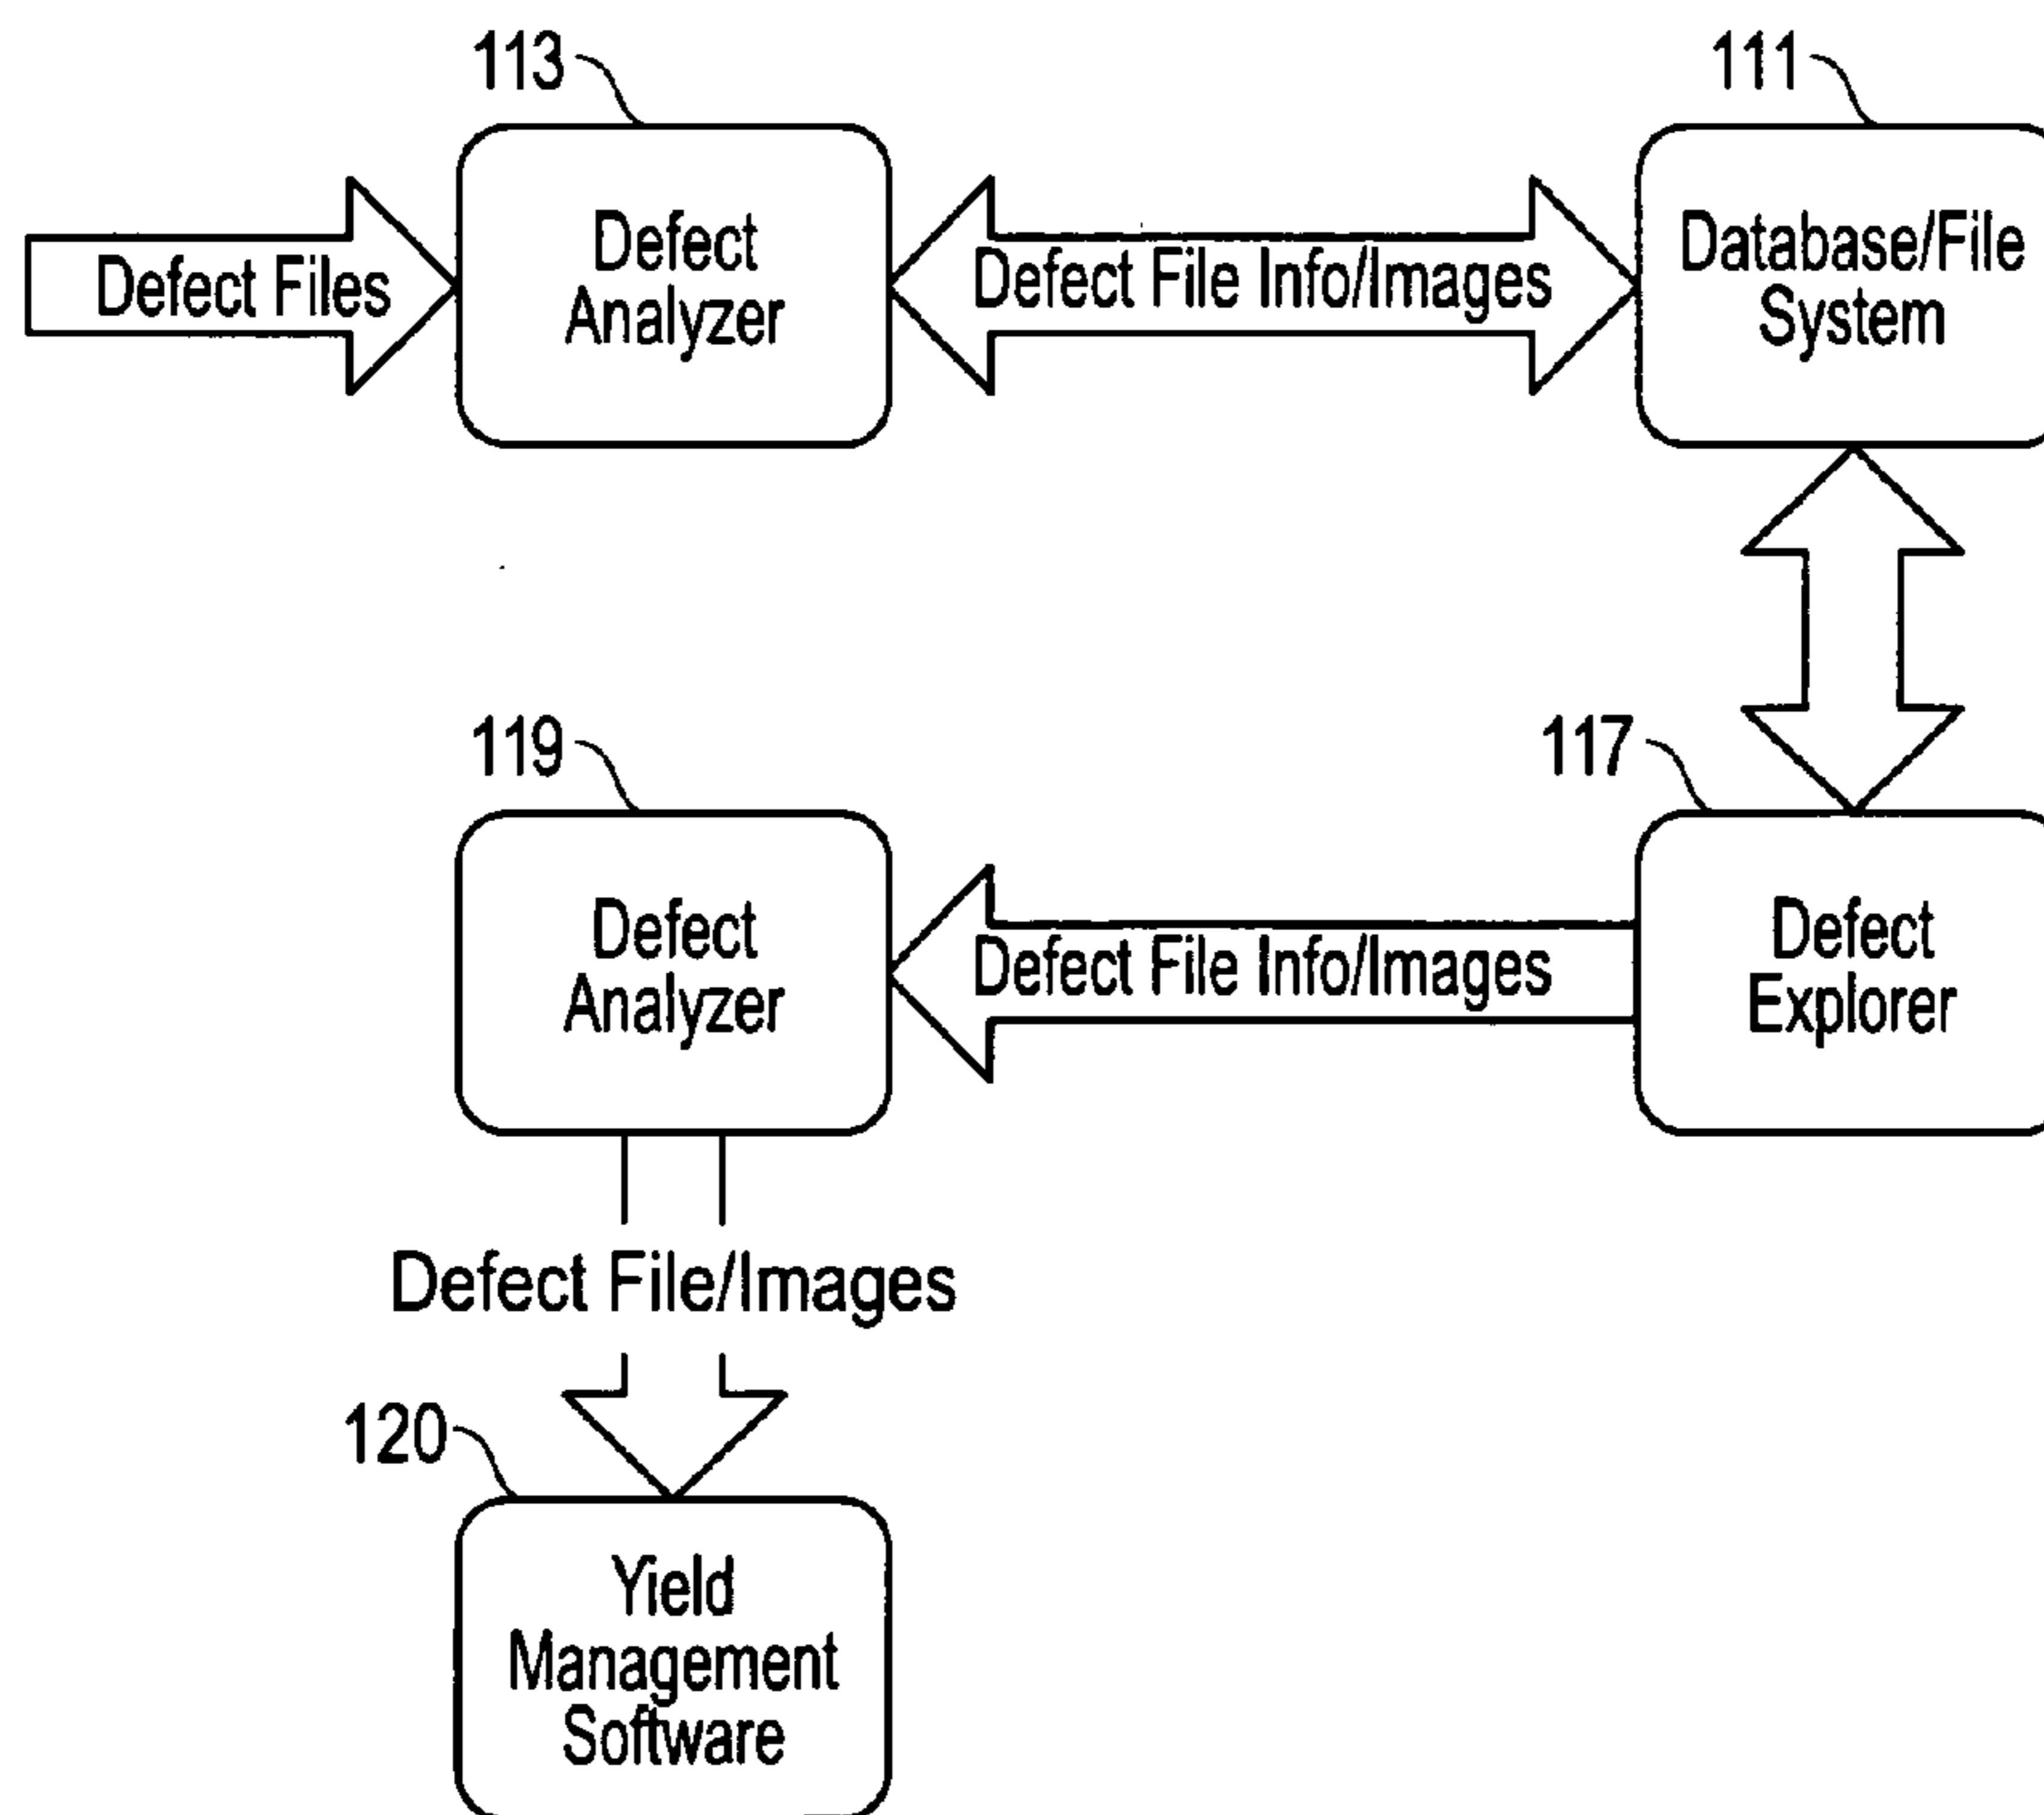 113
111
Defect Files
Defect
Analyzer
Defect File Info/Images
Database/File
System
119
117
Defect
Analyzer
Defect File Info/Images
Defect
Explorer
Defect File/Images
120
Yield
Management
Software